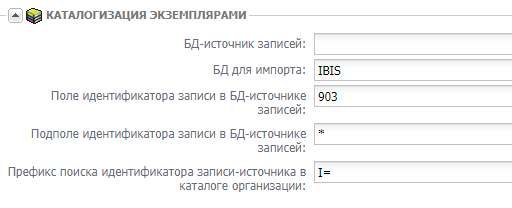 КАТАЛОГИЗАЦИЯ ЭКЗЕМПЛЯРАМИ
БД-источник записей:
БД для импорта: IBIS
Поле идентификатора записи в БД-источнике 903
записей:
Подполе идентификатора записи в БД-источнике *
записей:
Префикс поиска идентификатора записи-источника в I=
каталоге организации: